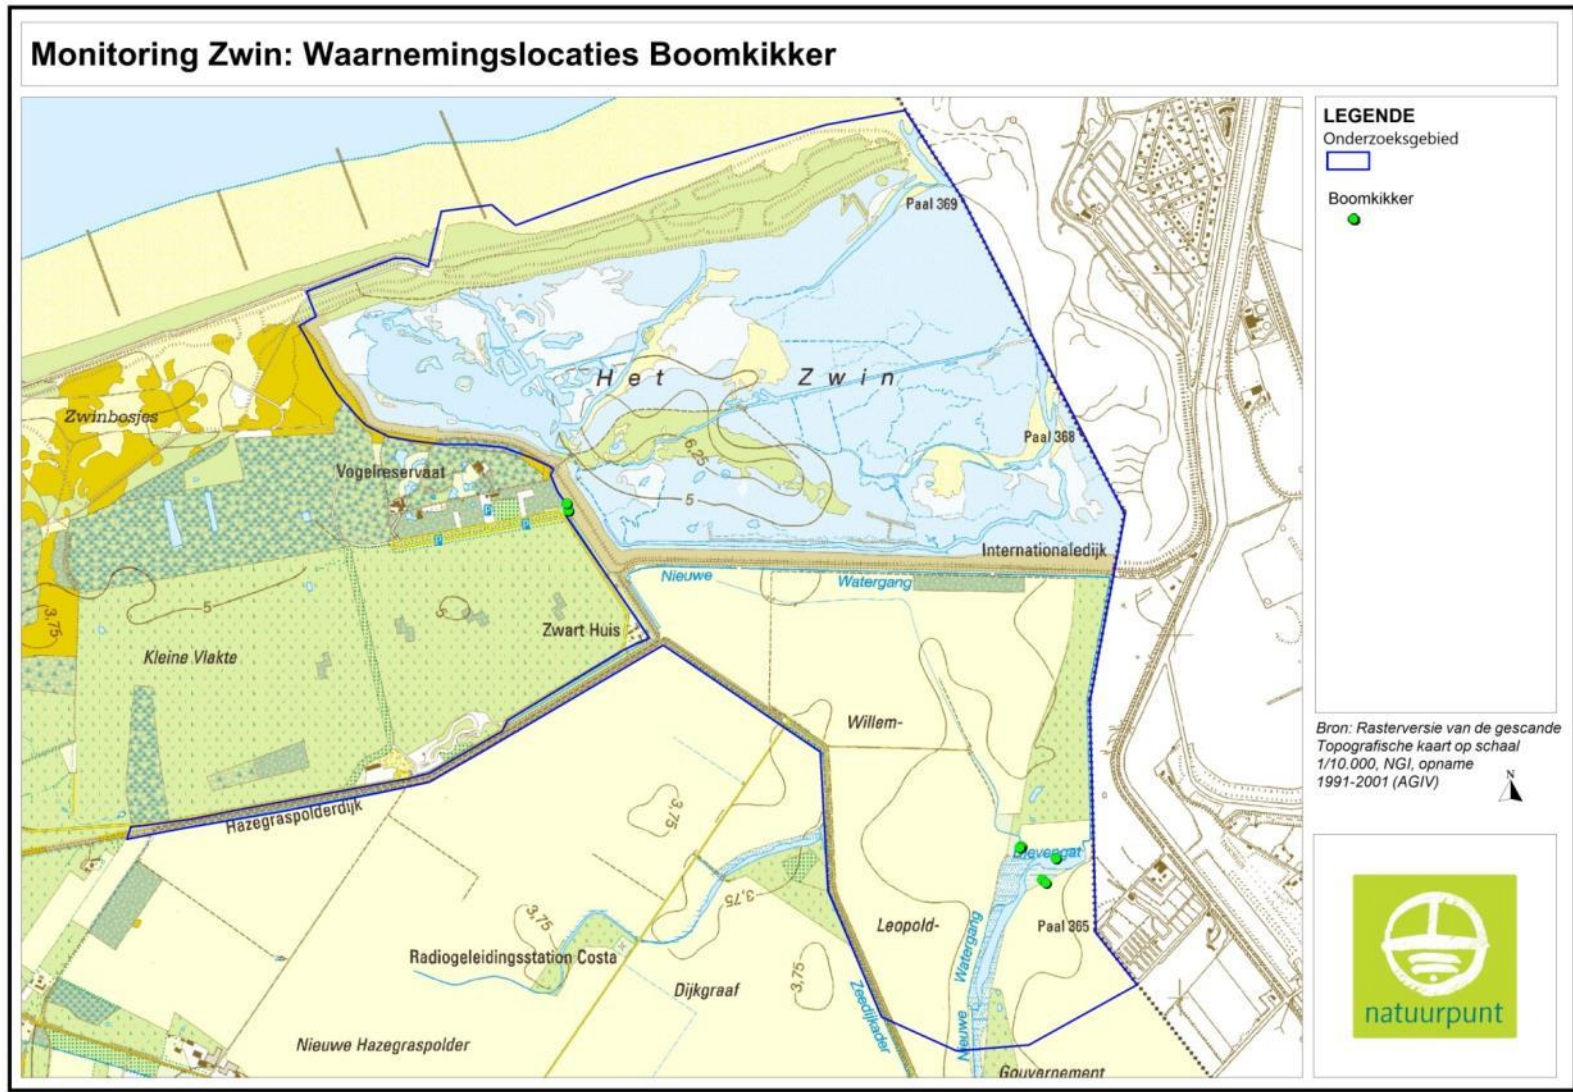 Monitoring Zwin: Waarnemingslocaties Boomkikker
LEGENDE
Onderzoeksgebied
Boomkikker
Paal 369
Het Zwin
Zwinbosjes
Paal 368
Vogelreservaat
6,25
5
P
P
P
Internationaledijk
Nieuwe Watergang
5
5
3,75
Zwart Huis
Kleine Vlakte
Willem-
Hazegraspolderdijk
3,75
3,75
Leopold-
Paal 365
3,75
Radiogeleidingsstation Costa
3,75
Dijkgraaf
Zeedijkader
Nieuwe Watergang
Nieuwe Hazegraspolder
Gouvernement
Bron: Rasterversie van de gescande
Topografische kaart op schaal
1/10.000, NGI, opname
1991-2001 (AGIV)
N
natuurpunt